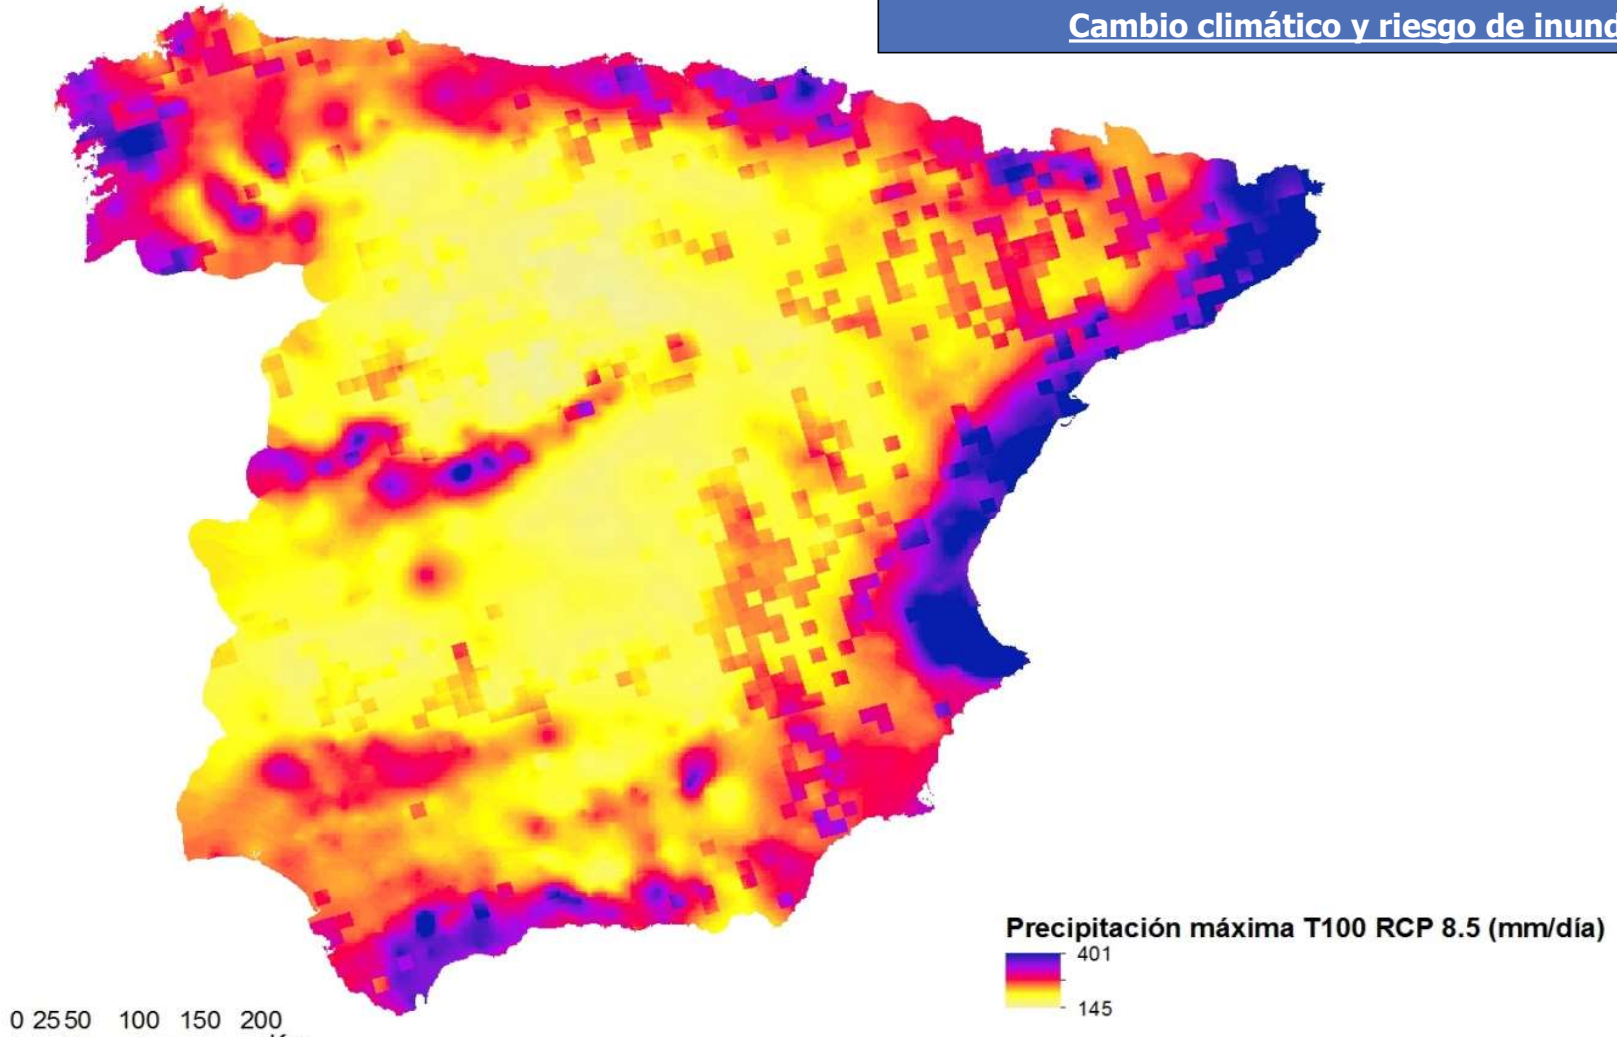 Cambio climático y riesgo de inund
Precipitación máxima T100 RCP 8.5 (mm/día)
401
145
0 25 50 100 150 200